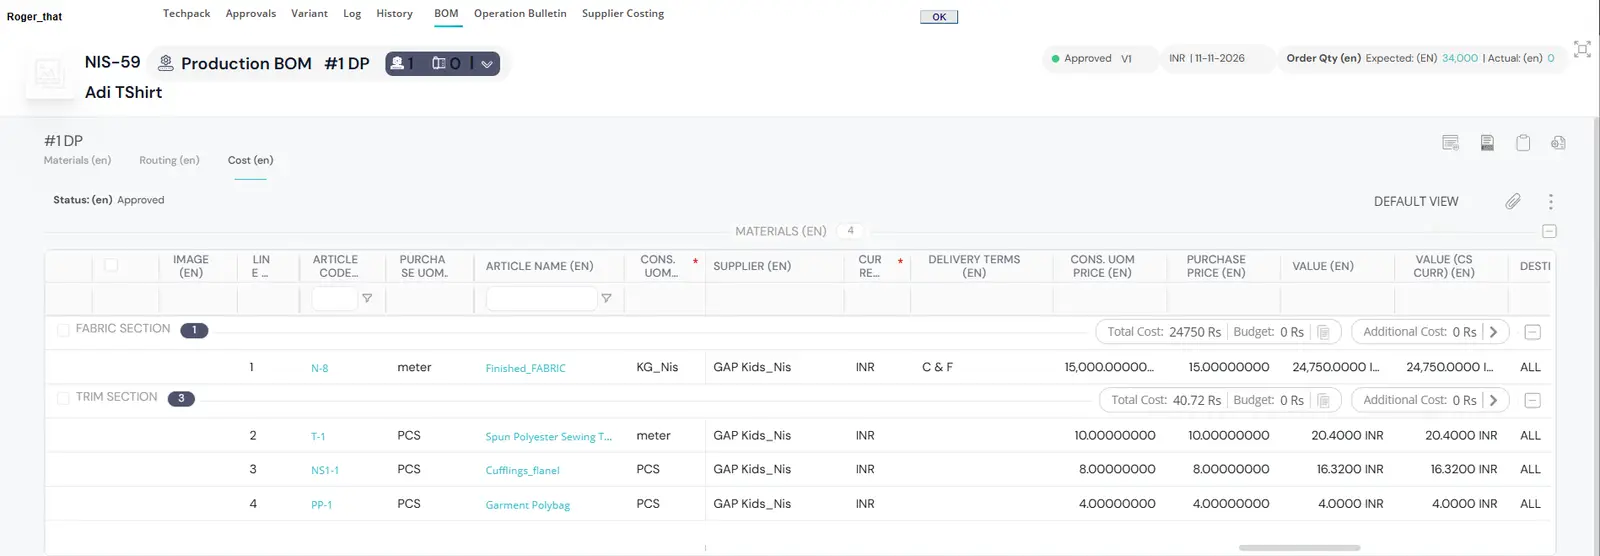 Roger_that Techpack Approvals Variant Log History BOM Operation Bulletin Supplier Costing OK
NIS-59 Production BOM #1 DP 1 0 Approved V1 INR | 11-11-2026 Order Qty (en) Expected: (EN) 34,000 | Actual: (en) 0
Adi TShirt
#1 DP
Materials (en) Routing (en) Cost (en)
Status: (en) Approved DEFAULT VIEW
MATERIALS (EN) 4
IMAGE (EN) LIN E ... ARTICLE CODE... PURCHA SE UOM.. ARTICLE NAME (EN) CONS. UOM... * SUPPLIER (EN) CUR RE... * DELIVERY TERMS (EN) CONS. UOM PRICE (EN) PURCHASE PRICE (EN) VALUE (EN) VALUE (CS CURR) (EN) DESTI
FABRIC SECTION 1 Total Cost: 24750 Rs Budget: 0 Rs Additional Cost: 0 Rs
1 N-8 meter Finished_FABRIC KG_Nis GAP Kids_Nis INR C & F 15,000.00000... 15.00000000 24,750.0000 I... 24,750.0000 I... ALL
TRIM SECTION 3 Total Cost: 40.72 Rs Budget: 0 Rs Additional Cost: 0 Rs
2 T-1 PCS Spun Polyester Sewing T... meter GAP Kids_Nis INR 10.00000000 10.00000000 20.4000 INR 20.4000 INR ALL
3 NS1-1 PCS Cufflings_flanel PCS GAP Kids_Nis INR 8.00000000 8.00000000 16.3200 INR 16.3200 INR ALL
4 PP-1 PCS Garment Polybag PCS GAP Kids_Nis INR 4.00000000 4.00000000 4.0000 INR 4.0000 INR ALL